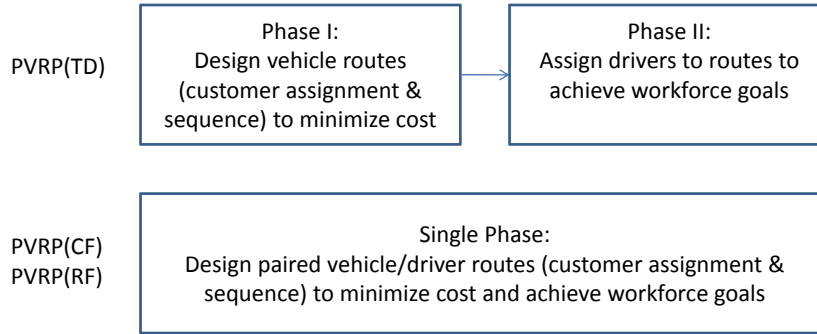 PVRP(TD)
Phase I:
Design vehicle routes
(customer assignment &
sequence) to minimize cost
Phase II:
Assign drivers to routes to
achieve workforce goals
PVRP(CF)
PVRP(RF)
Single Phase:
Design paired vehicle/driver routes (customer assignment &
sequence) to minimize cost and achieve workforce goals